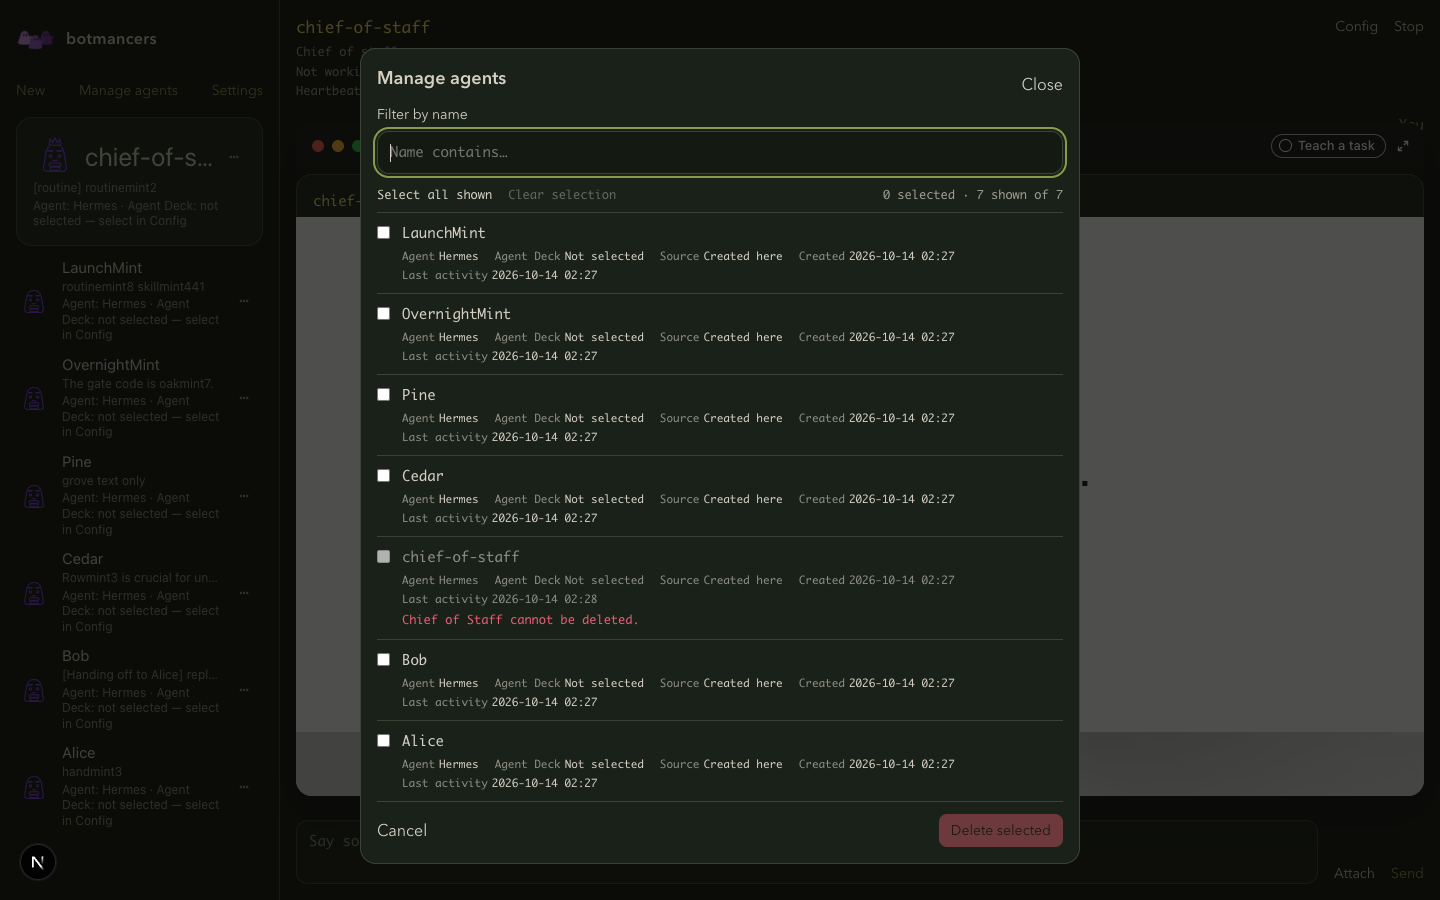 botmancers
New Manage agents Settings
chief-of-s...
[routine] routinemint2
Agent: Hermes · Agent Deck: not
selected — select in Config
LaunchMint
routinemint8 skillmint441
Agent: Hermes · Agent
Deck: not selected — select
in Config
OvernightMint
The gate code is oakmint7.
Agent: Hermes · Agent
Deck: not selected — select
in Config
Pine
grove text only
Agent: Hermes · Agent
Deck: not selected — select
in Config
Cedar
Rowmint3 is crucial for un...
Agent: Hermes · Agent
Deck: not selected — select
in Config
Bob
[Handing off to Alice] repl...
Agent: Hermes · Agent
Deck: not selected — select
in Config
Alice
handmint3
Agent: Hermes · Agent
Deck: not selected — select
in Config
N
chief-of-staff
Config Stop
Chief of
Not worki
Heartbeat
Teach a task
chief-
Manage agents
Close
Filter by name
Name contains…
Select all shown Clear selection 0 selected · 7 shown of 7
LaunchMint
Agent Hermes Agent Deck Not selected Source Created here Created 2026-10-14 02:27
Last activity 2026-10-14 02:27
OvernightMint
Agent Hermes Agent Deck Not selected Source Created here Created 2026-10-14 02:27
Last activity 2026-10-14 02:27
Pine
Agent Hermes Agent Deck Not selected Source Created here Created 2026-10-14 02:27
Last activity 2026-10-14 02:27
Cedar
Agent Hermes Agent Deck Not selected Source Created here Created 2026-10-14 02:27
Last activity 2026-10-14 02:27
chief-of-staff
Agent Hermes Agent Deck Not selected Source Created here Created 2026-10-14 02:27
Last activity 2026-10-14 02:28
Chief of Staff cannot be deleted.
Bob
Agent Hermes Agent Deck Not selected Source Created here Created 2026-10-14 02:27
Last activity 2026-10-14 02:27
Alice
Agent Hermes Agent Deck Not selected Source Created here Created 2026-10-14 02:27
Last activity 2026-10-14 02:27
Cancel Delete selected
Say so
Attach Send